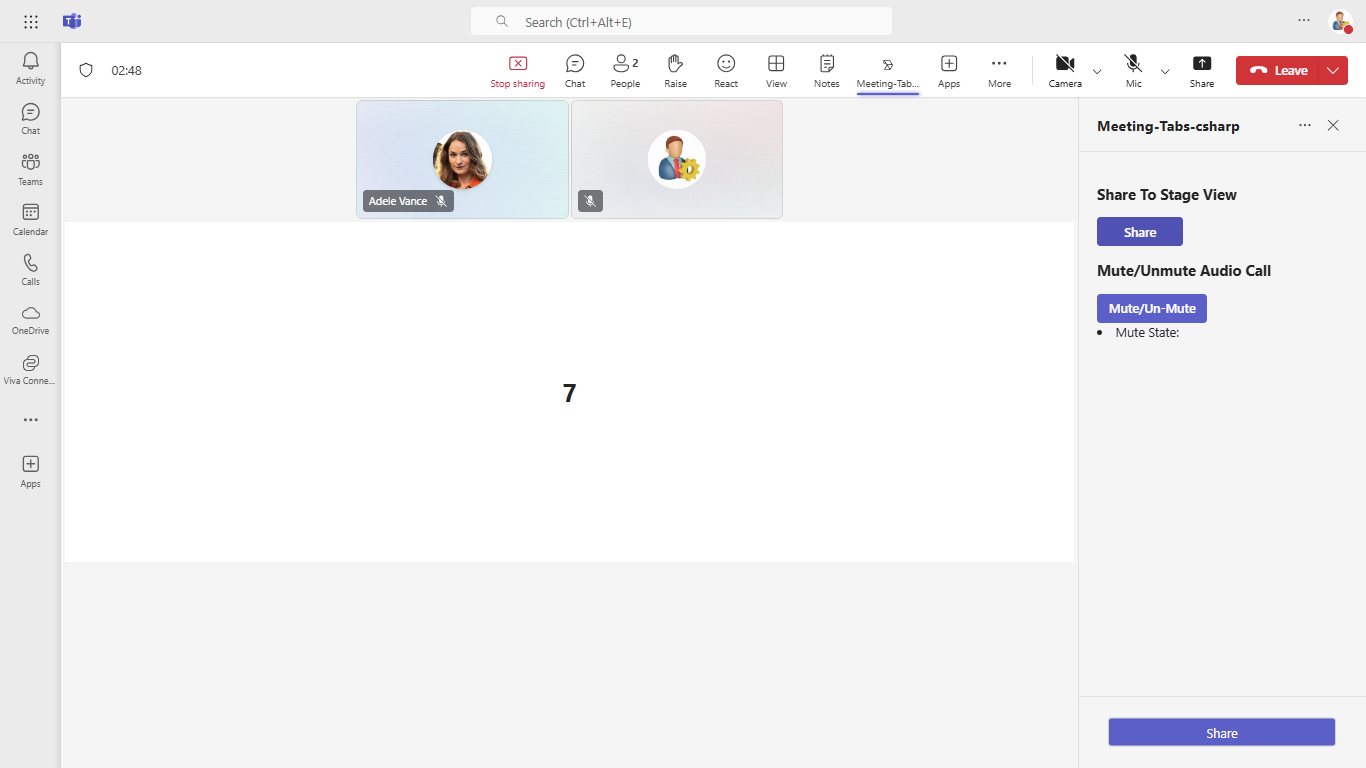 Search (Ctrl+Alt+E)
Activity
Chat
Teams
Calendar
Calls
OneDrive
Viva Conne...
Apps
02:48
Stop sharing
Chat
People
2
Raise
React
View
Notes
Meeting-Tab...
Apps
More
Camera
Mic
Share
Leave
Adele Vance
7
Meeting-Tabs-csharp
Share To Stage View
Share
Mute/Unmute Audio Call
Mute/Un-Mute
Mute State:
Share